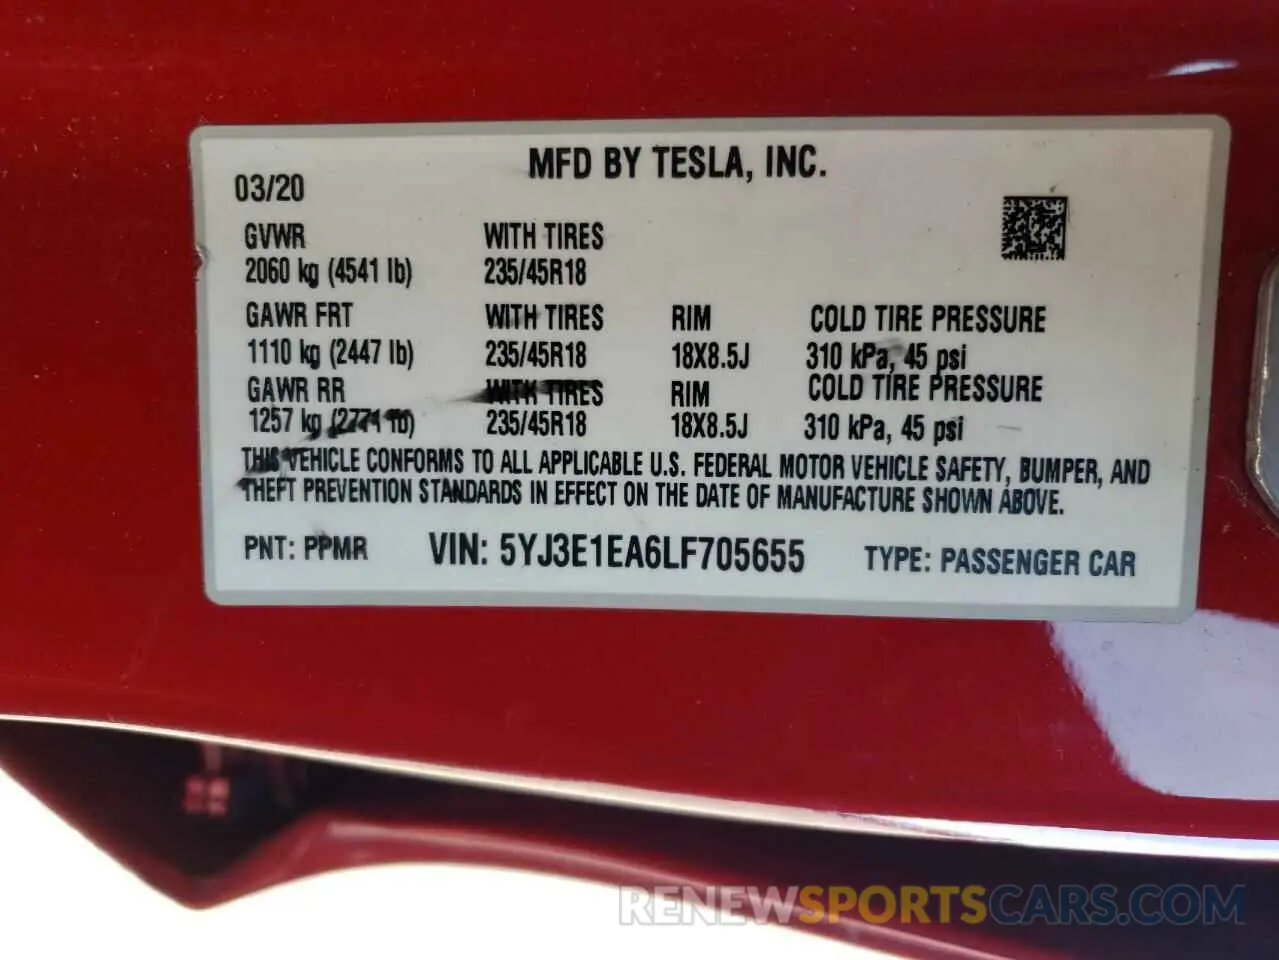 MFD BY TESLA, INC.
03/20
GVWR WITH TIRES
2060 kg (4541 lb) 235/45R18
GAWR FRT WITH TIRES RIM COLD TIRE PRESSURE
1110 kg (2447 lb) 235/45R18 18X8.5J 310 kPa, 45 psi
GAWR RR WITH TIRES RIM COLD TIRE PRESSURE
1257 kg (2771 lb) 235/45R18 18X8.5J 310 kPa, 45 psi
THIS VEHICLE CONFORMS TO ALL APPLICABLE U.S. FEDERAL MOTOR VEHICLE SAFETY, BUMPER, AND
THEFT PREVENTION STANDARDS IN EFFECT ON THE DATE OF MANUFACTURE SHOWN ABOVE.
PNT: PPMR VIN: 5YJ3E1EA6LF705655 TYPE: PASSENGER CAR
RENEWSPORTSCARS.COM